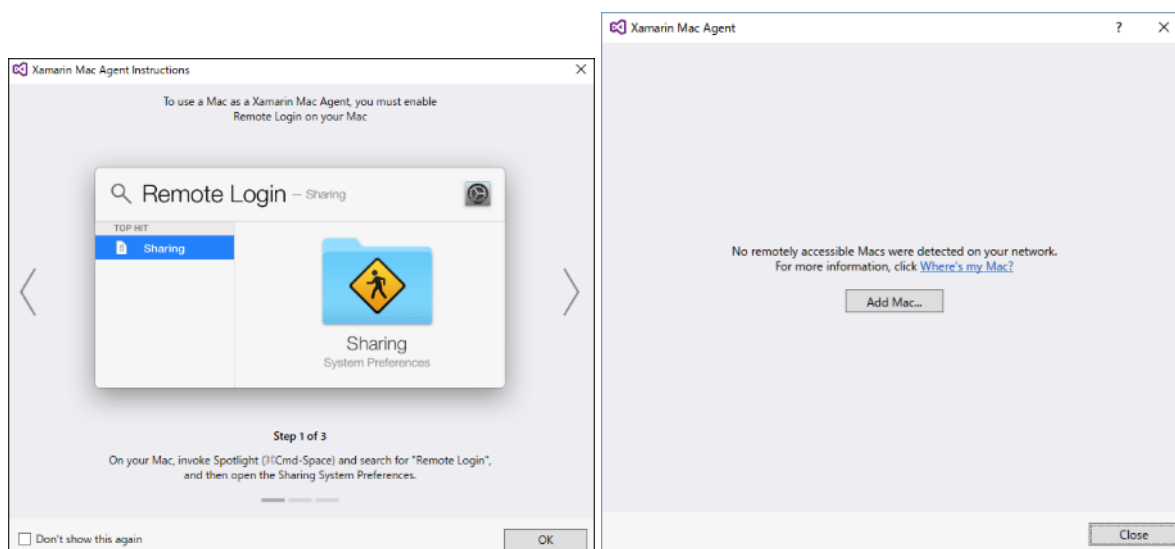 Xamarin Mac Agent Instructions
To use a Mac as a Xamarin Mac Agent, you must enable
Remote Login on your Mac
Remote Login – Sharing
TOP HIT
Sharing
Sharing
System Preferences
Step 1 of 3
On your Mac, invoke Spotlight (⌘Cmd-Space) and search for "Remote Login",
and then open the Sharing System Preferences.
Don't show this again
OK
Xamarin Mac Agent
No remotely accessible Macs were detected on your network.
For more information, click Where's my Mac?
Add Mac...
Close